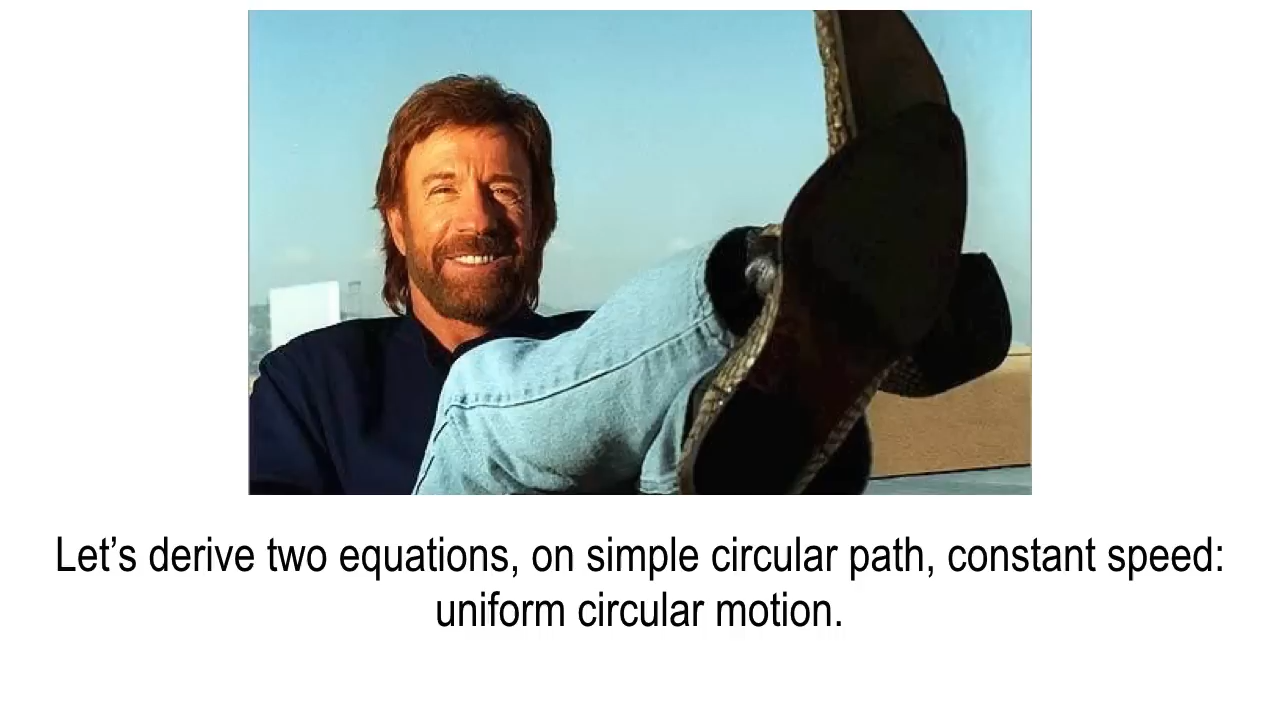 Let’s derive two equations, on simple circular path, constant speed:
uniform circular motion.